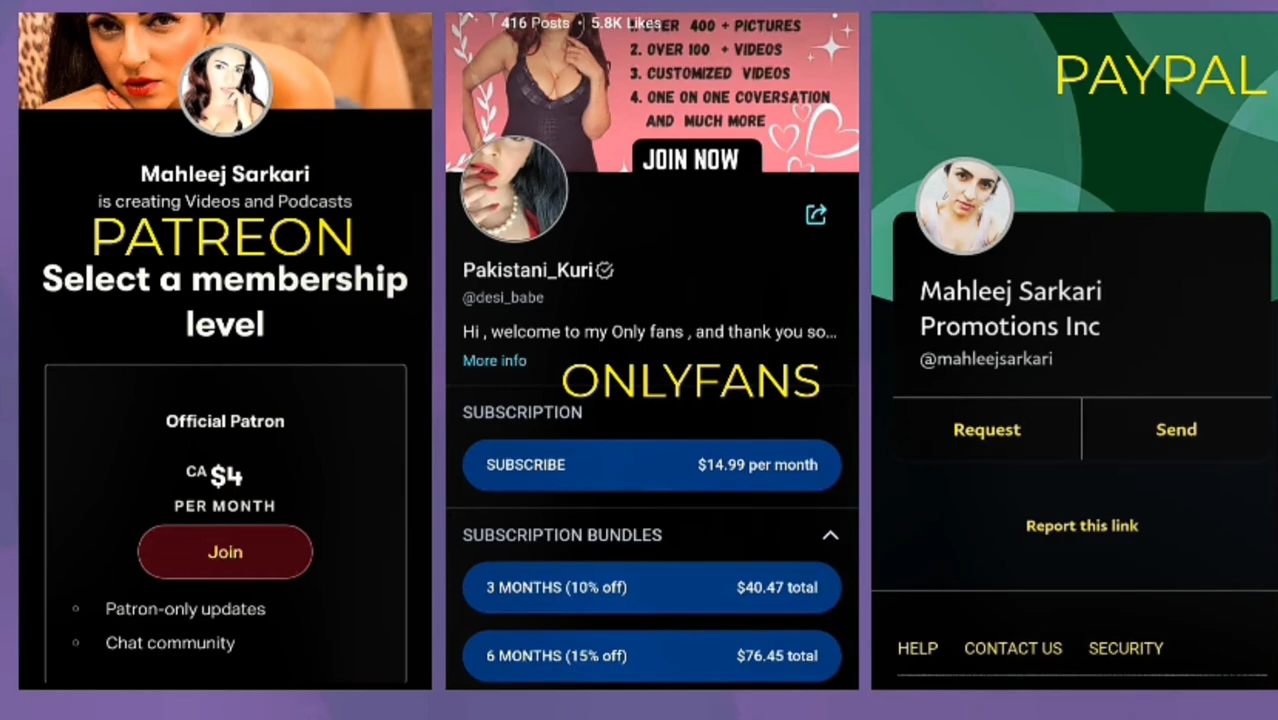 Mahleej Sarkari
is creating Videos and Podcasts
PATREON
Select a membership
level
Official Patron
CA $4
PER MONTH
Join
Patron-only updates
Chat community
416 Posts • 5.8K Likes
1. OVER 400 + PICTURES
2. OVER 100 + VIDEOS
3. CUSTOMIZED VIDEOS
4. ONE ON ONE COVERSATION
AND MUCH MORE
JOIN NOW
Pakistani_Kuri
@desi_babe
Hi , welcome to my Only fans , and thank you so...
More info
ONLYFANS
SUBSCRIPTION
SUBSCRIBE $14.99 per month
SUBSCRIPTION BUNDLES
3 MONTHS (10% off) $40.47 total
6 MONTHS (15% off) $76.45 total
PAYPAL
Mahleej Sarkari
Promotions Inc
@mahleejsarkari
Request Send
Report this link
HELP CONTACT US SECURITY